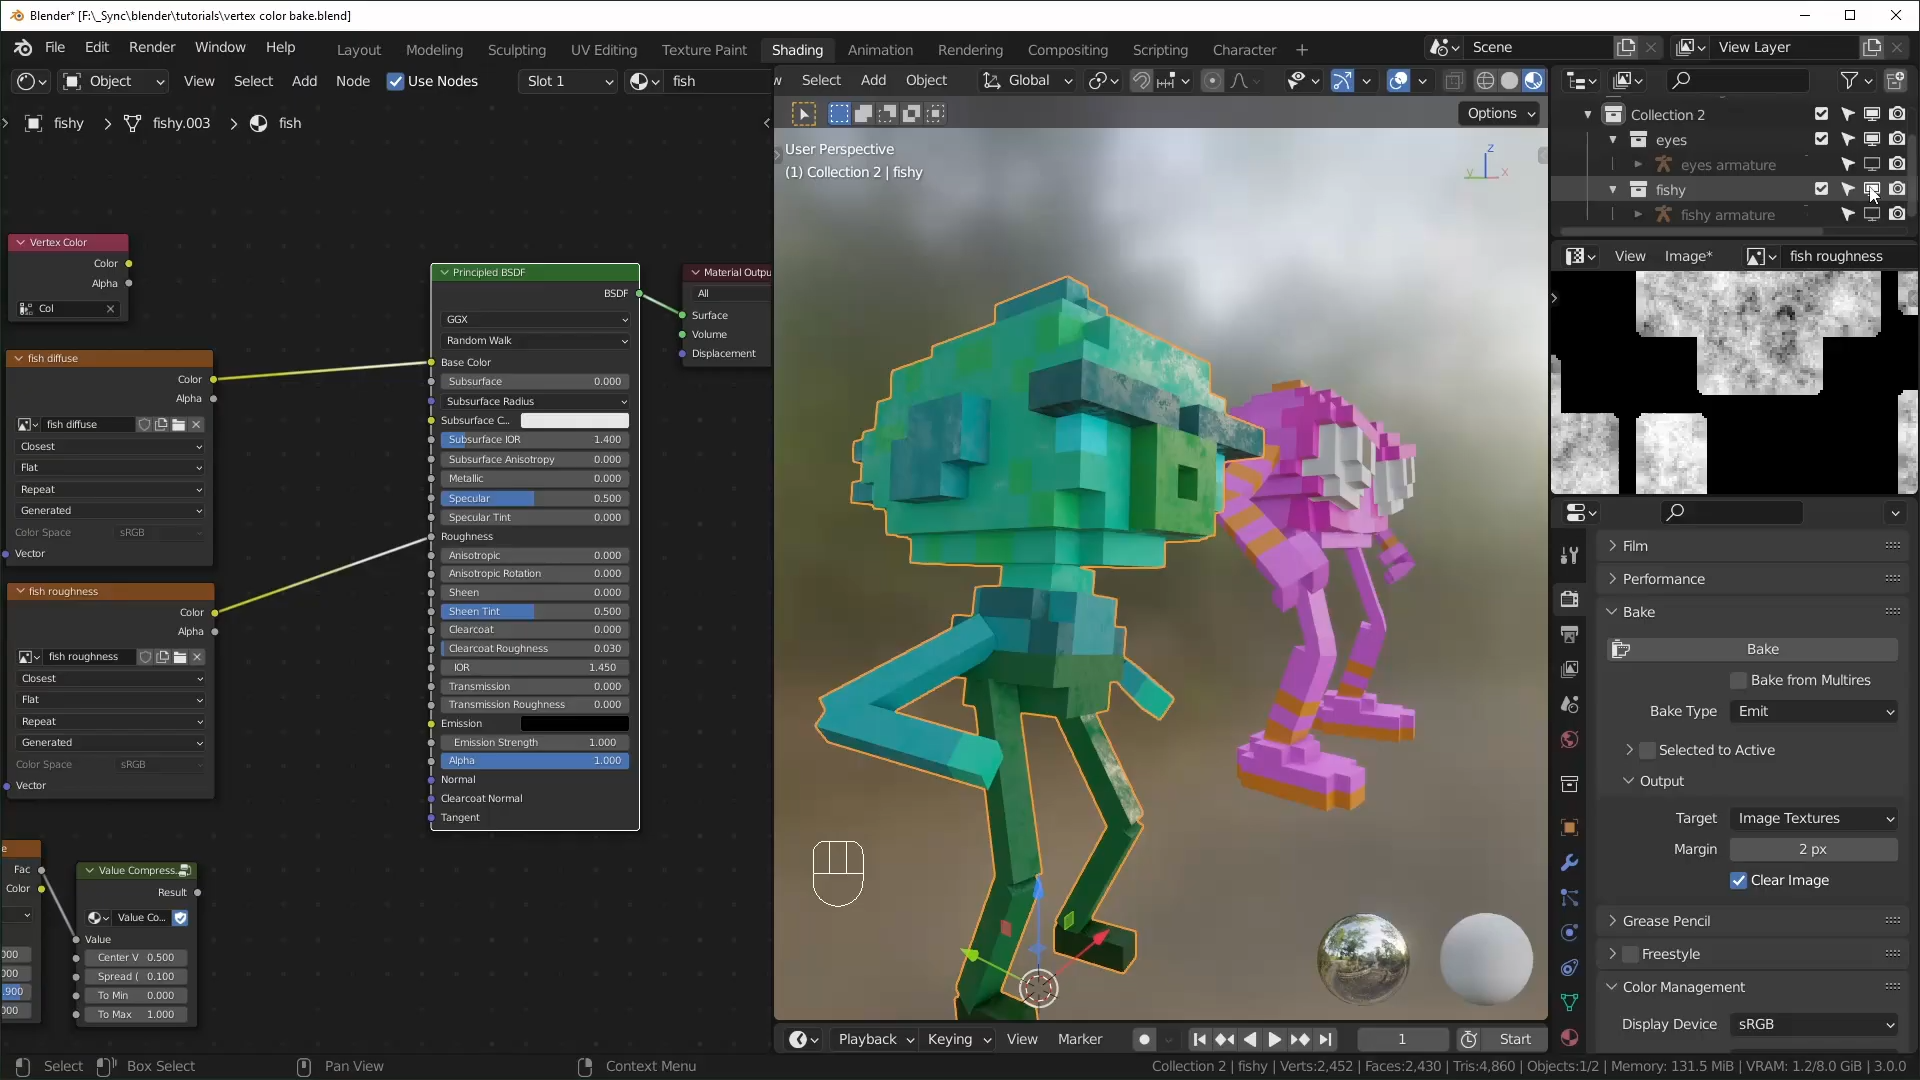 Blender* [F:\_Sync\blender\tutorials\vertex color bake.blend]
File Edit Render Window Help
Layout Modeling Sculpting UV Editing Texture Paint Shading Animation Rendering Compositing Scripting Character
Scene
View Layer
Object View Select Add Node Use Nodes Slot 1 fish
w Select Add Object Global
Options
fishy > fishy.003 > fish
User Perspective
(1) Collection 2 | fishy
Z
Y
X
Vertex Color
Color
Alpha
Col
fish diffuse
Color
Alpha
fish diffuse
Closest
Flat
Repeat
Generated
Color Space sRGB
Vector
fish roughness
Color
Alpha
fish roughness
Closest
Flat
Repeat
Generated
Color Space sRGB
Vector
e
Fac
Color
000
000
.900
000
Value Compress..
Result
Value Co...
Value
Center V 0.500
Spread ( 0.100
To Min 0.000
To Max 1.000
Principled BSDF
BSDF
GGX
Random Walk
Base Color
Subsurface 0.000
Subsurface Radius
Subsurface C..
Subsurface IOR 1.400
Subsurface Anisotropy 0.000
Metallic 0.000
Specular 0.500
Specular Tint 0.000
Roughness
Anisotropic 0.000
Anisotropic Rotation 0.000
Sheen 0.000
Sheen Tint 0.500
Clearcoat 0.000
Clearcoat Roughness 0.030
IOR 1.450
Transmission 0.000
Transmission Roughness 0.000
Emission
Emission Strength 1.000
Alpha 1.000
Normal
Clearcoat Normal
Tangent
Material Outpu
All
Surface
Volume
Displacement
Collection 2
eyes
eyes armature
fishy
fishy armature
View Image* fish roughness
Film
Performance
Bake
Bake
Bake from Multires
Bake Type Emit
Selected to Active
Output
Target Image Textures
Margin 2 px
Clear Image
Grease Pencil
Freestyle
Color Management
Display Device sRGB
Playback Keying View Marker 1 Start
Select Box Select Pan View Context Menu
Collection 2 | fishy | Verts:2,452 | Faces:2,430 | Tris:4,860 | Objects:1/2 | Memory: 131.5 MiB | VRAM: 1.2/8.0 GiB | 3.0.0